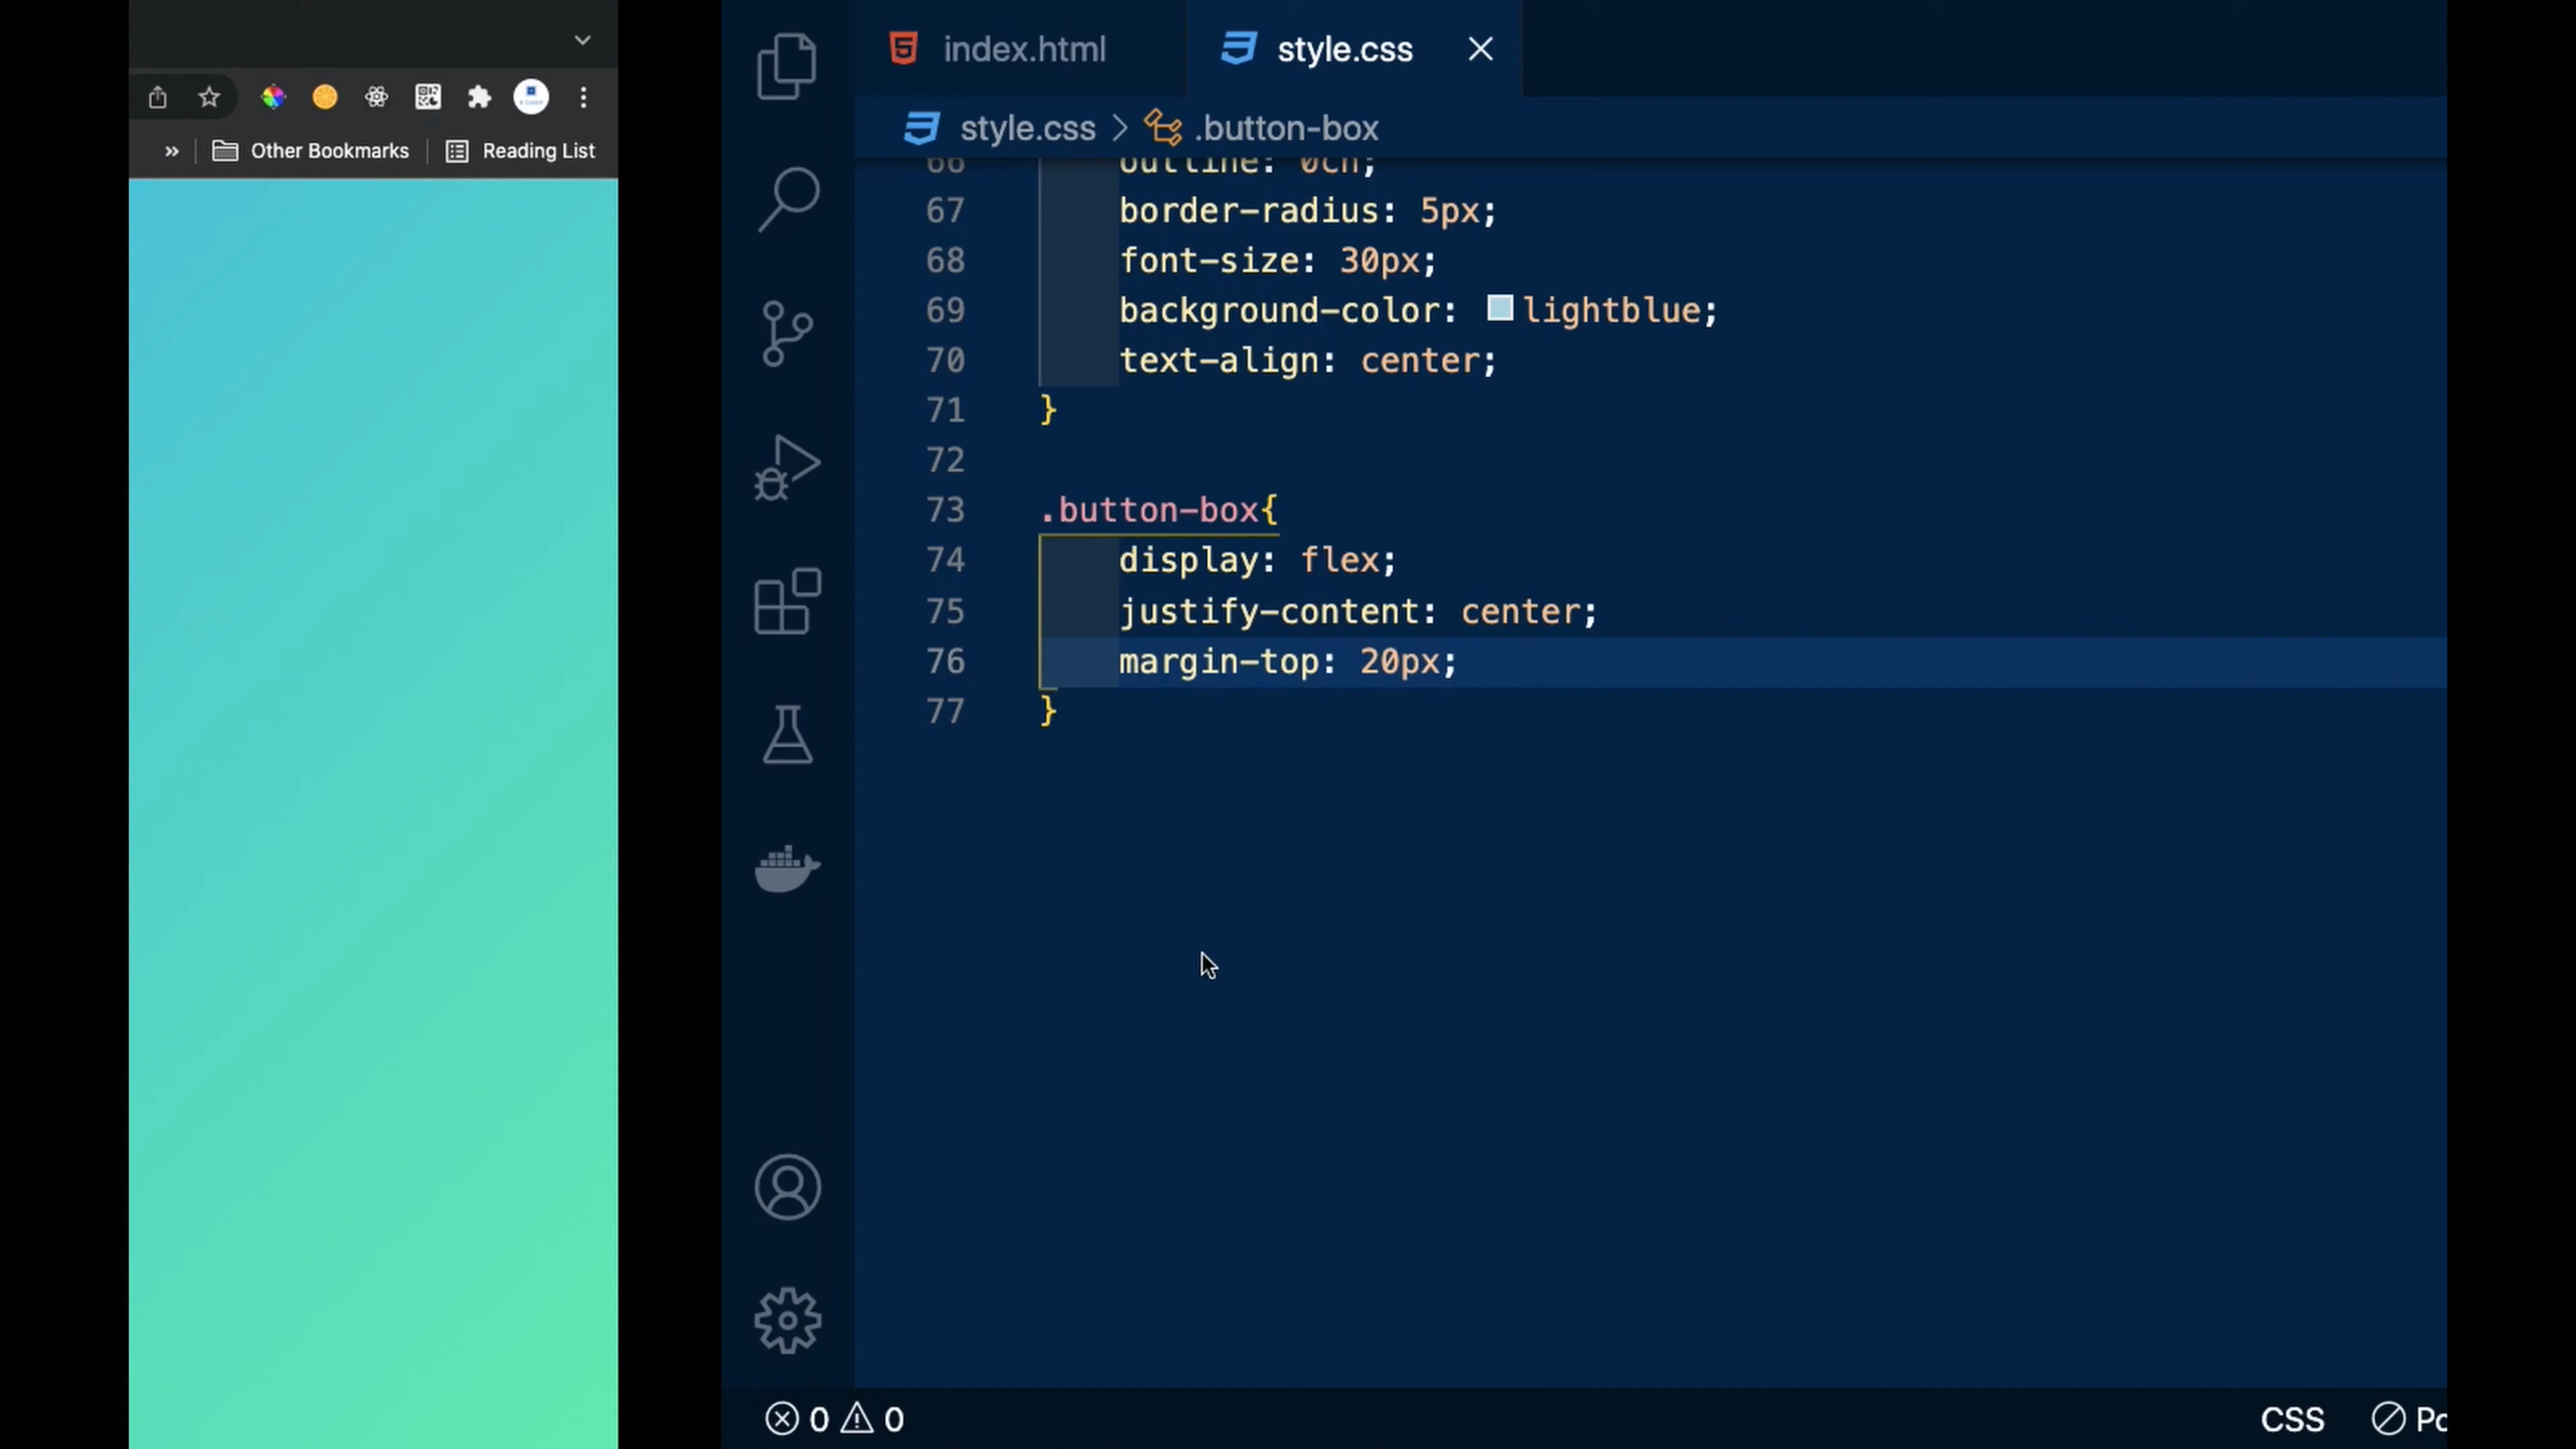 » Other Bookmarks Reading List
index.html style.css
style.css > .button-box
66 outline: 0ch;
67 border-radius: 5px;
68 font-size: 30px;
69 background-color: lightblue;
70 text-align: center;
71 }
72
73 .button-box{
74 display: flex;
75 justify-content: center;
76 margin-top: 20px;
77 }
0 0 CSS